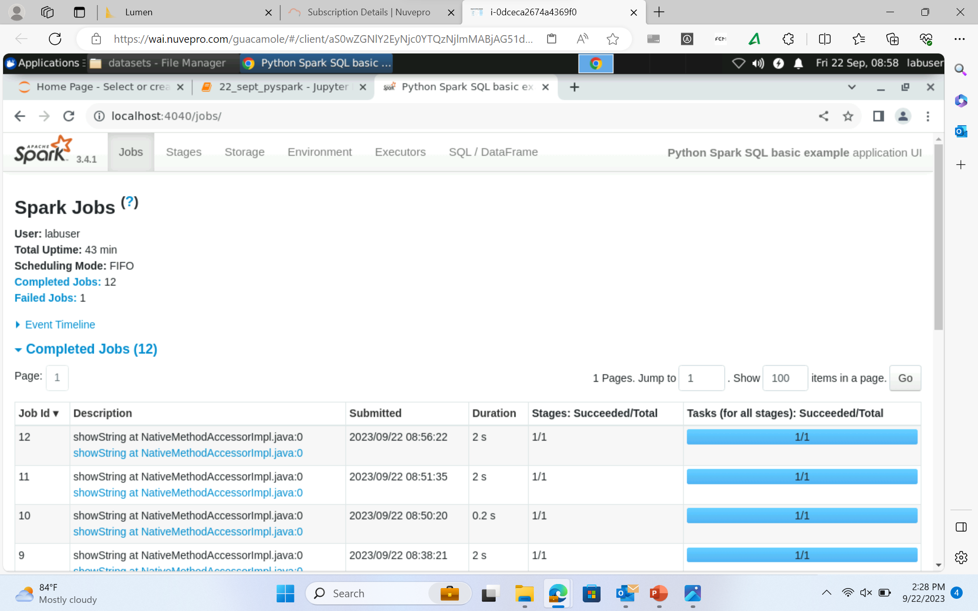 Lumen
Subscription Details | Nuvepro
i-0dceca2674a4369f0
https://wai.nuvepro.com/guacamole/#/client/aS0wZGNlY2EyNjc0YTQzNjlmMABjAG51d...
Applications
datasets - File Manager
Python Spark SQL basic ...
Fri 22 Sep, 08:58
labuser
Home Page - Select or crea
22_sept_pyspark - Jupyter
Python Spark SQL basic ex
localhost:4040/jobs/
APACHE
Spark
3.4.1
Jobs
Stages
Storage
Environment
Executors
SQL / DataFrame
Python Spark SQL basic example application UI
Spark Jobs (?)
User: labuser
Total Uptime: 43 min
Scheduling Mode: FIFO
Completed Jobs: 12
Failed Jobs: 1
Event Timeline
Completed Jobs (12)
Page: 1
1 Pages. Jump to 1 . Show 100 items in a page. Go
Job Id ▾ Description Submitted Duration Stages: Succeeded/Total Tasks (for all stages): Succeeded/Total
12 showString at NativeMethodAccessorImpl.java:0 2023/09/22 08:56:22 2 s 1/1 1/1
showString at NativeMethodAccessorImpl.java:0
11 showString at NativeMethodAccessorImpl.java:0 2023/09/22 08:51:35 2 s 1/1 1/1
showString at NativeMethodAccessorImpl.java:0
10 showString at NativeMethodAccessorImpl.java:0 2023/09/22 08:50:20 0.2 s 1/1 1/1
showString at NativeMethodAccessorImpl.java:0
9 showString at NativeMethodAccessorImpl.java:0 2023/09/22 08:38:21 2 s 1/1 1/1
showString at NativeMethodAccessorImpl.java:0
84°F
Mostly cloudy
Search
2:28 PM
9/22/2023
4